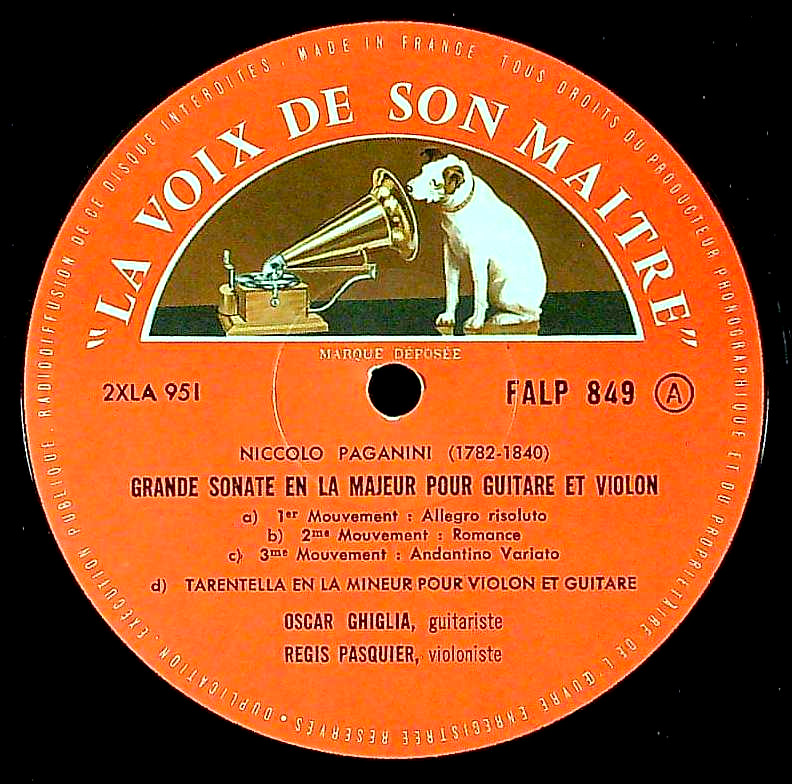 MADE IN FRANCE . TOUS DROITS DU PRODUCTEUR PHONOGRAPHIQUE ET DU PROPRIETAIRE DE L'ŒUVRE ENREGISTREE RESERVES • DUPLICATION . EXECUTION PUBLIQUE . RADIODIFFUSION DE CE DISQUE INTERDITES .
"LA VOIX DE SON MAITRE"
MARQUE DÉPOSÉE
2XLA 951
FALP 849 A
NICCOLO PAGANINI (1782-1840)
GRANDE SONATE EN LA MAJEUR POUR GUITARE ET VIOLON
a) 1er Mouvement : Allegro risoluto
b) 2me Mouvement : Romance
c) 3me Mouvement : Andantino Variato
d) TARENTELLA EN LA MINEUR POUR VIOLON ET GUITARE
OSCAR GHIGLIA, guitariste
REGIS PASQUIER, violoniste